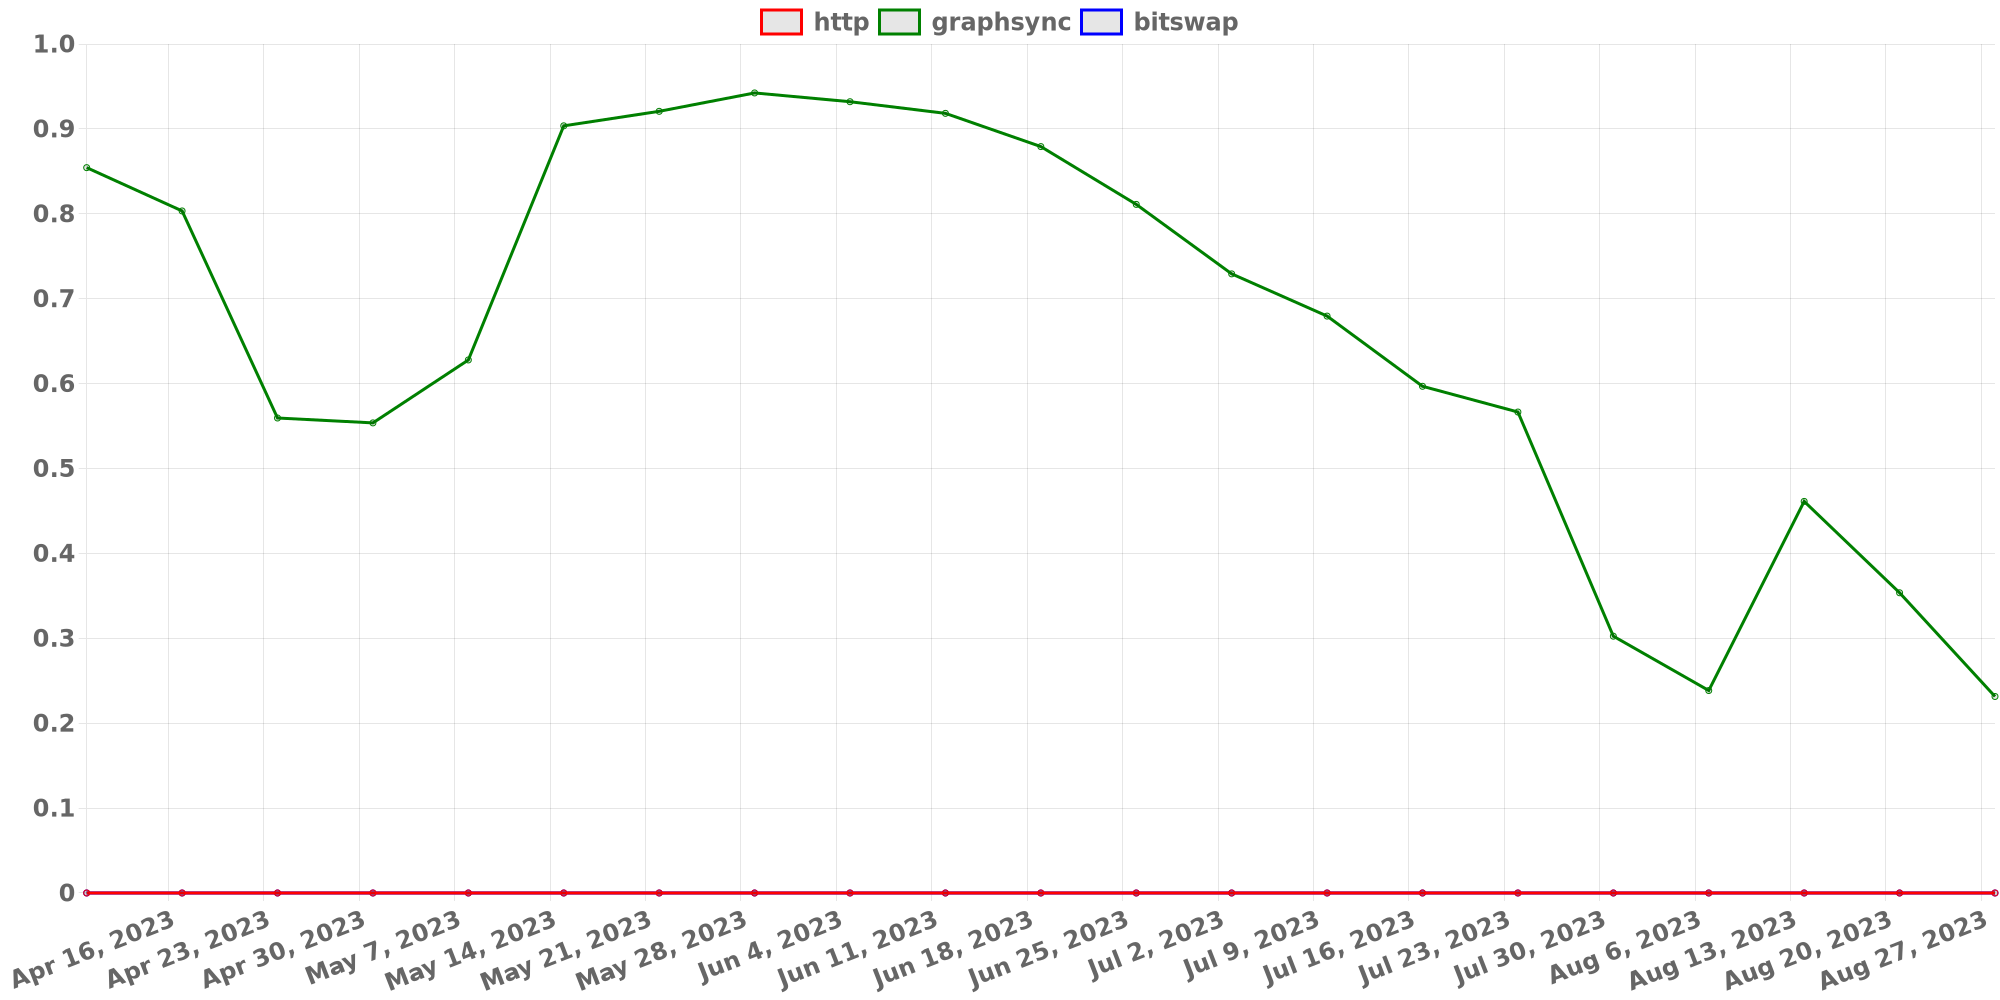 http graphsync bitswap
1.0
0.9
0.8
0.7
0.6
0.5
0.4
0.3
0.2
0.1
0
Apr 16, 2023
Apr 23, 2023
Apr 30, 2023
May 7, 2023
May 14, 2023
May 21, 2023
May 28, 2023
Jun 4, 2023
Jun 11, 2023
Jun 18, 2023
Jun 25, 2023
Jul 2, 2023
Jul 9, 2023
Jul 16, 2023
Jul 23, 2023
Jul 30, 2023
Aug 6, 2023
Aug 13, 2023
Aug 20, 2023
Aug 27, 2023